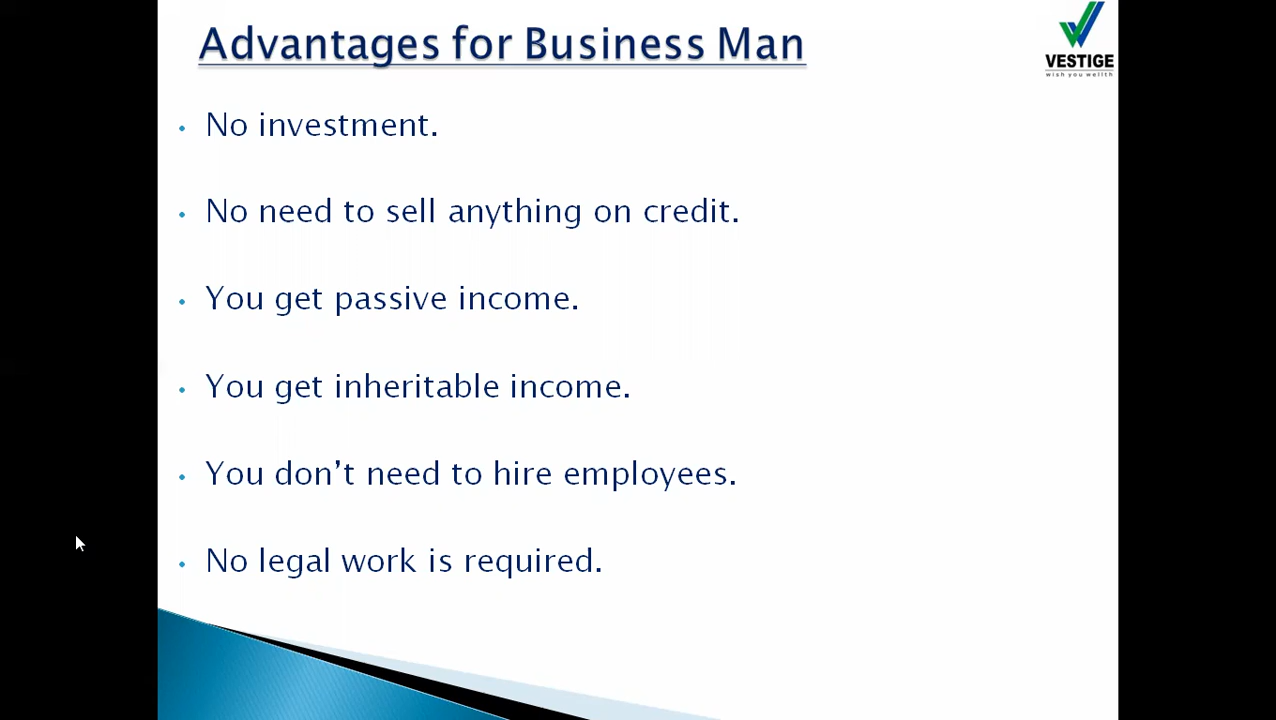 Advantages for Business Man
VESTIGE
wish you wellth
• No investment.
• No need to sell anything on credit.
• You get passive income.
• You get inheritable income.
• You don’t need to hire employees.
• No legal work is required.